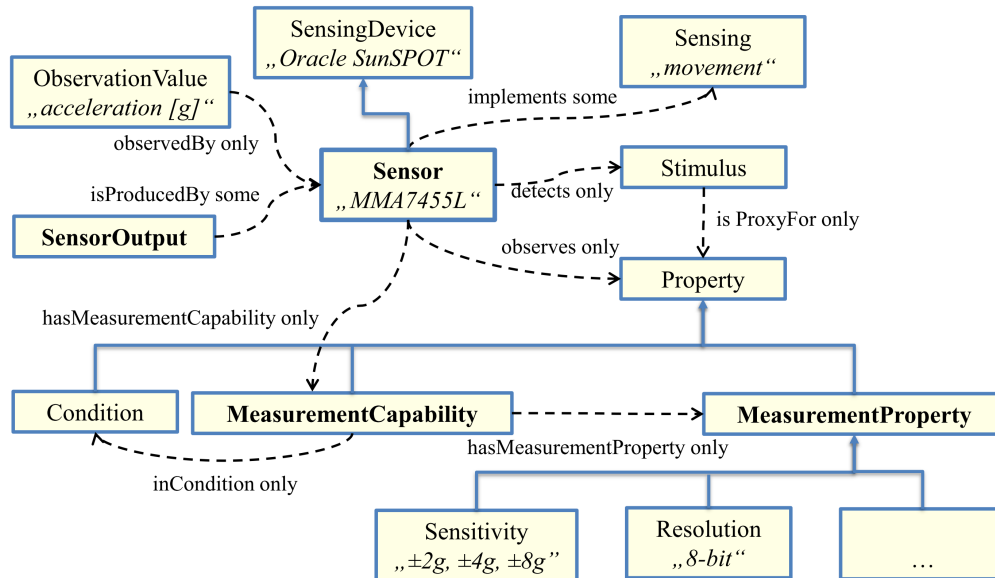 SensingDevice
„Oracle SunSPOT“
Sensing
„movement“
ObservationValue
„acceleration [g]“
implements some
observedBy only
Sensor
„MMA7455L“
Stimulus
detects only
isProducedBy some
SensorOutput
is ProxyFor only
observes only
Property
hasMeasurementCapability only
Condition
MeasurementCapability
MeasurementProperty
hasMeasurementProperty only
inCondition only
Sensitivity
„±2g, ±4g, ±8g”
Resolution
„8-bit“
…